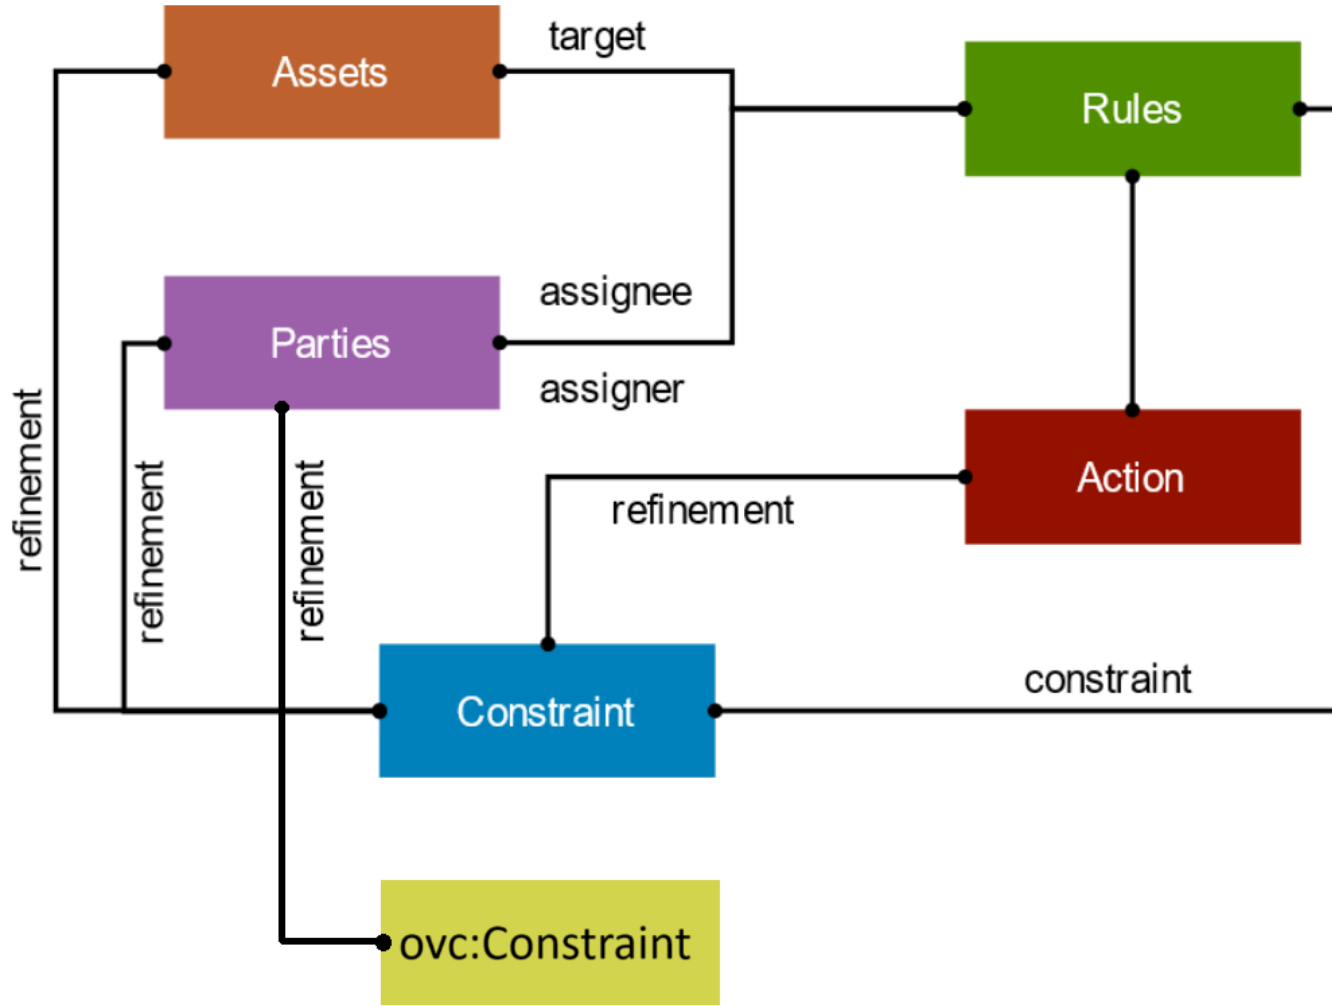 target
Assets
Rules
assignee
Parties
assigner
refinement
refinement
refinement
Action
refinement
constraint
Constraint
ovc:Constraint